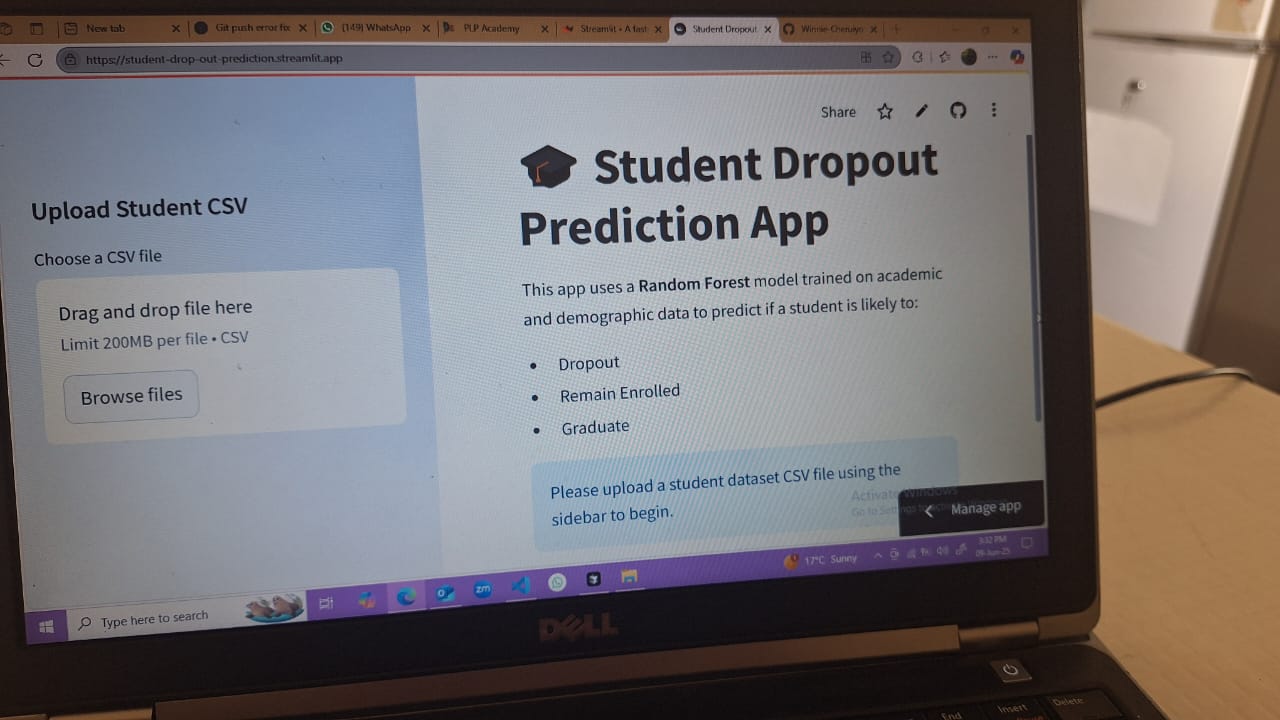 New tab
Git push error fix
(149) WhatsApp
PLP Academy
Streamlit • A fast
Student Dropout
Winnie-Cheruiyo
https://student-drop-out-prediction.streamlit.app
Share
Upload Student CSV
Choose a CSV file
Drag and drop file here
Limit 200MB per file • CSV
Browse files
🎓 Student Dropout
Prediction App
This app uses a Random Forest model trained on academic
and demographic data to predict if a student is likely to:
• Dropout
• Remain Enrolled
• Graduate
Please upload a student dataset CSV file using the
sidebar to begin.
Activate Windows
Go to Settings to
Manage app
Type here to search
zm
17°C Sunny
3:32 PM
09-Jun-25
DELL
End
Insert
Delete